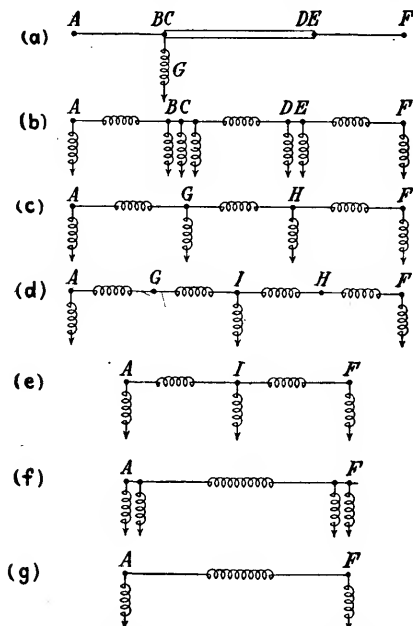 A BC DE F
(a)
G
A BC DE F
(b)
A G H F
(c)
A G I H F
(d)
A I F
(e)
A F
(f)
A F
(g)